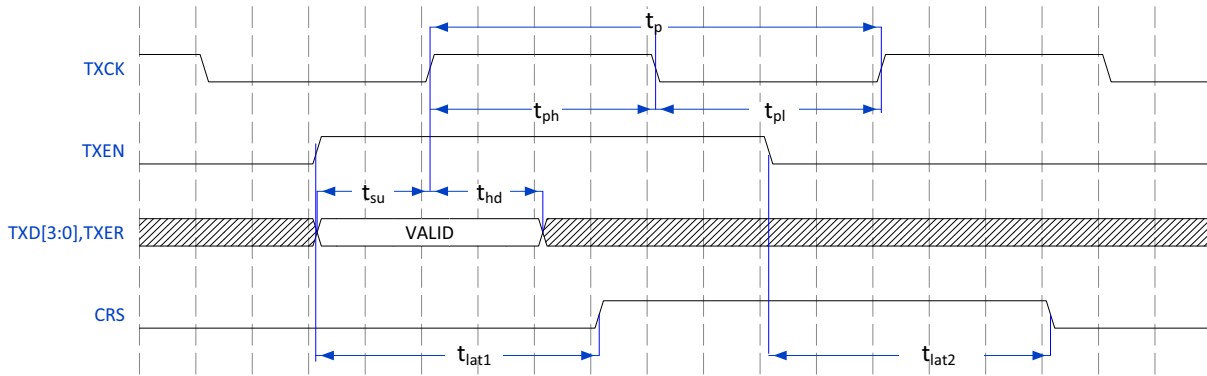 tp
TXCK
tph
tpl
TXEN
tsu
thd
TXD[3:0],TXER
VALID
CRS
tlat1
tlat2